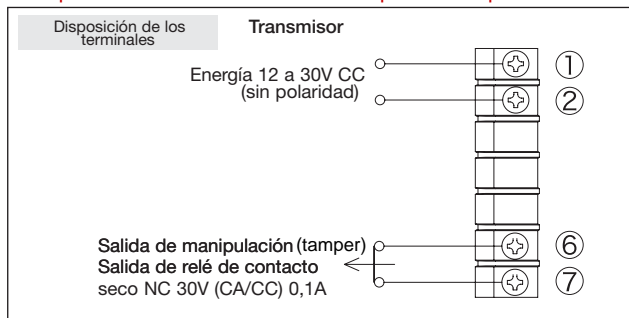 Disposición de los
terminales
Transmisor
Energía 12 a 30V CC
(sin polaridad)
①
②
Salida de manipulación (tamper)
Salida de relé de contacto
seco NC 30V (CA/CC) 0,1A
⑥
⑦